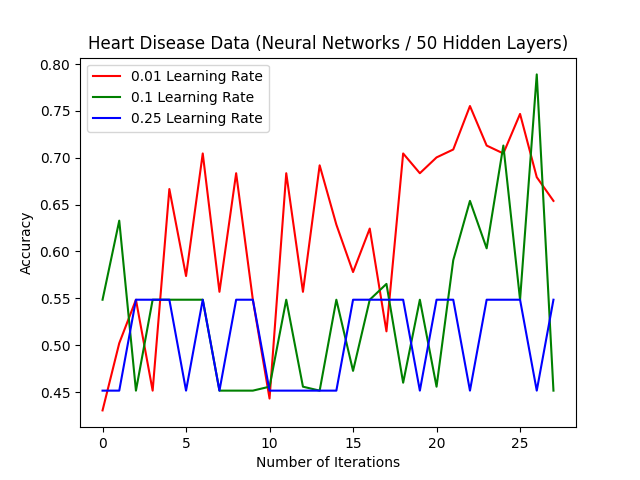 Heart Disease Data (Neural Networks / 50 Hidden Layers)
0.01 Learning Rate
0.1 Learning Rate
0.25 Learning Rate
0.80
0.75
0.70
0.65
0.60
0.55
0.50
0.45
Accuracy
0 5 10 15 20 25
Number of Iterations